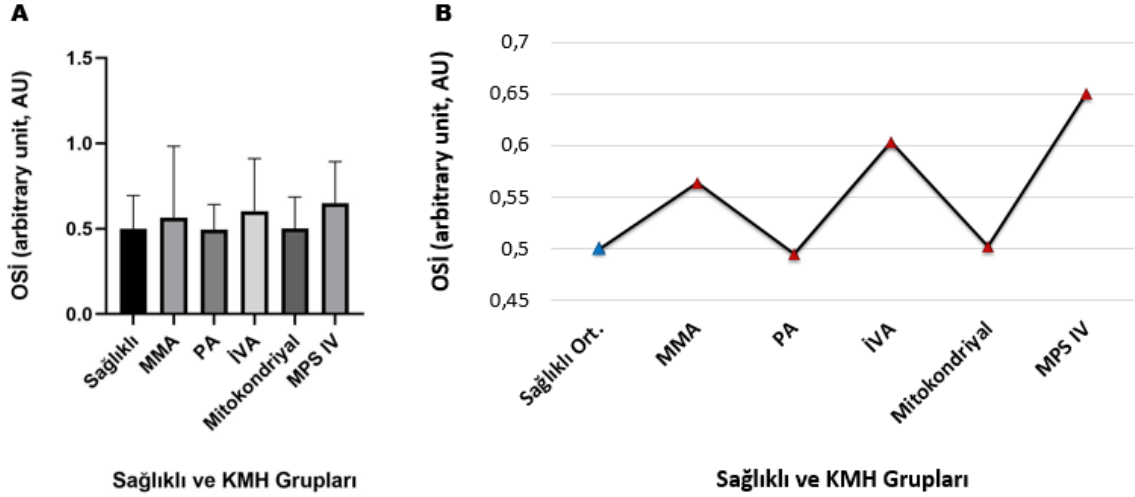 A
OSİ (arbitrary unit, AU)
1.5
1.0
0.5
0.0
Sağlıklı
MMA
PA
İVA
Mitokondriyal
MPS IV
Sağlıklı ve KMH Grupları
B
OSİ (arbitrary unit, AU)
0,7
0,65
0,6
0,55
0,5
0,45
Sağlıklı Ort.
MMA
PA
İVA
Mitokondriyal
MPS IV
Sağlıklı ve KMH Grupları